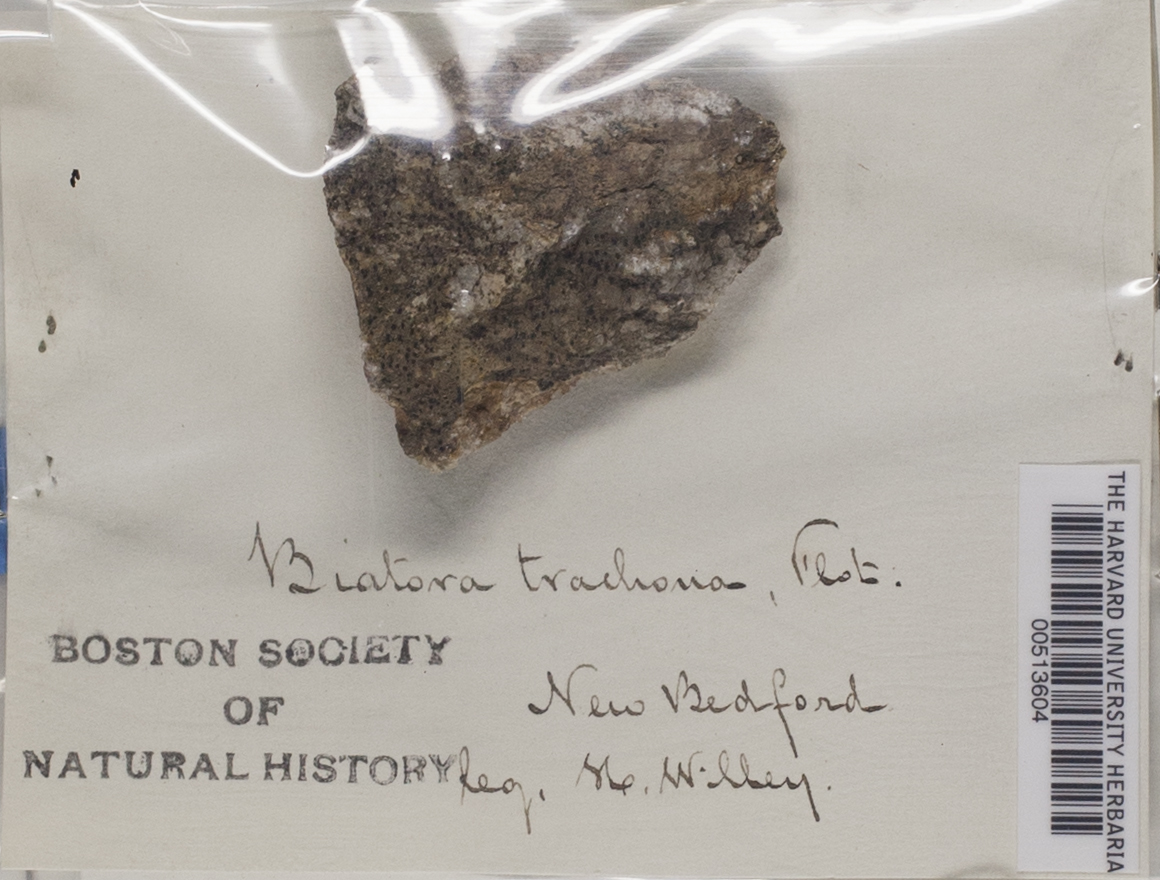 Biatora trachona, Flot.
BOSTON SOCIETY
OF
NATURAL HISTORY
New Bedford
leg. H. Willey.
THE HARVARD UNIVERSITY HERBARIA
00513604